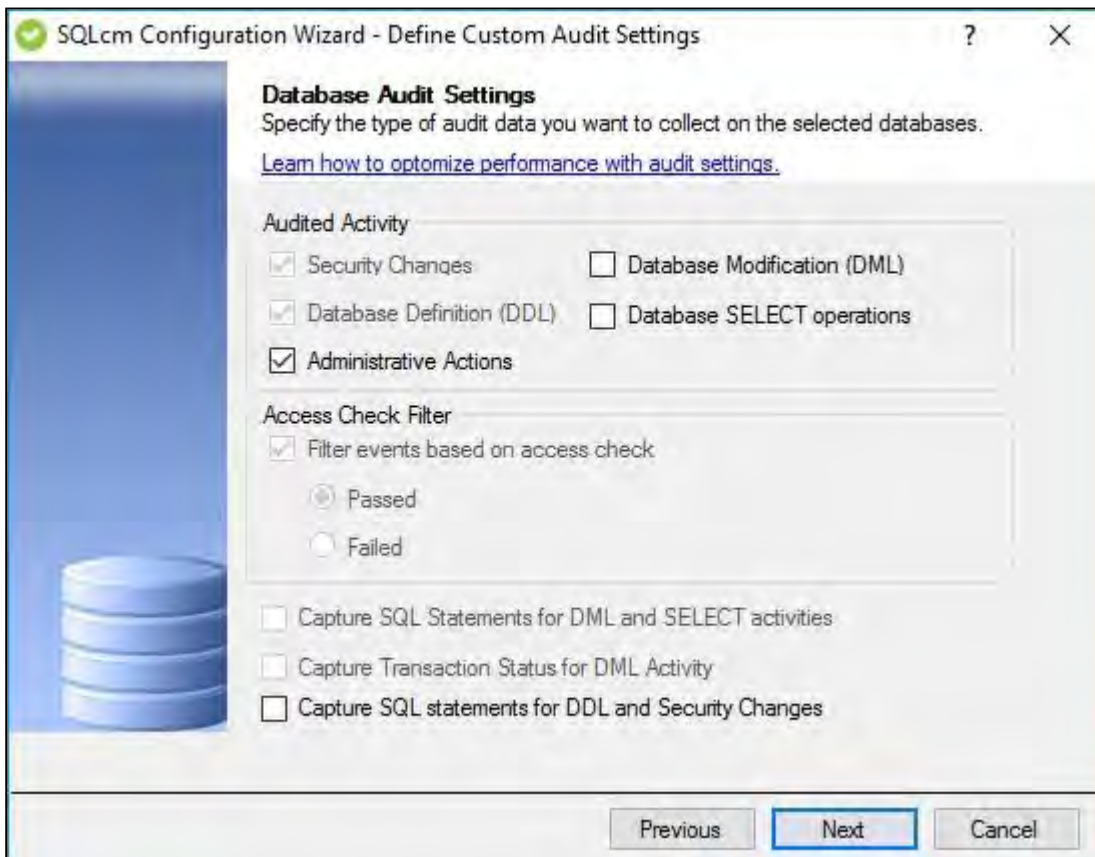 SQLcm Configuration Wizard - Define Custom Audit Settings ?
Database Audit Settings
Specify the type of audit data you want to collect on the selected databases.
Learn how to optomize performance with audit settings.
Audited Activity
Security Changes
Database Modification (DML)
Database Definition (DDL)
Database SELECT operations
Administrative Actions
Access Check Filter
Filter events based on access check
Passed
Failed
Capture SQL Statements for DML and SELECT activities
Capture Transaction Status for DML Activity
Capture SQL statements for DDL and Security Changes
Previous Next Cancel